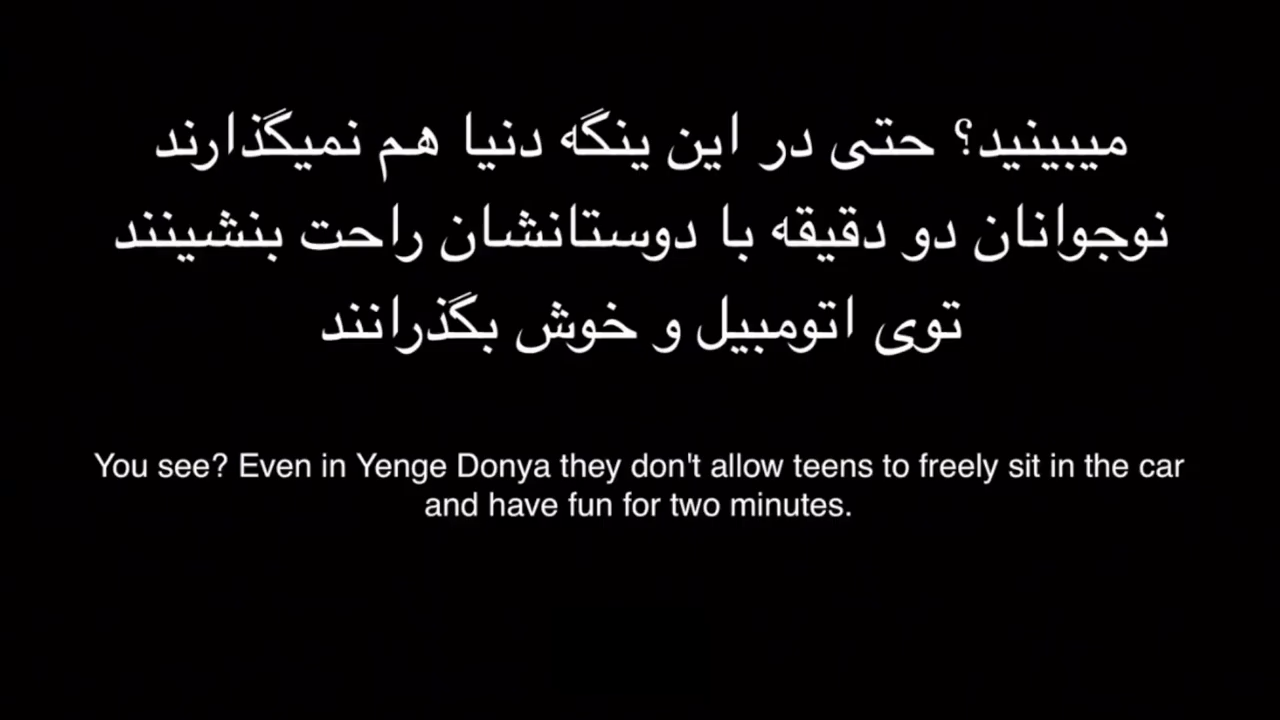 میبینید؟ حتی در این ینگه دنیا هم نمیگذارند
نوجوانان دو دقیقه با دوستانشان راحت بنشینند
توی اتومبیل و خوش بگذرانند
You see? Even in Yenge Donya they don't allow teens to freely sit in the car
and have fun for two minutes.